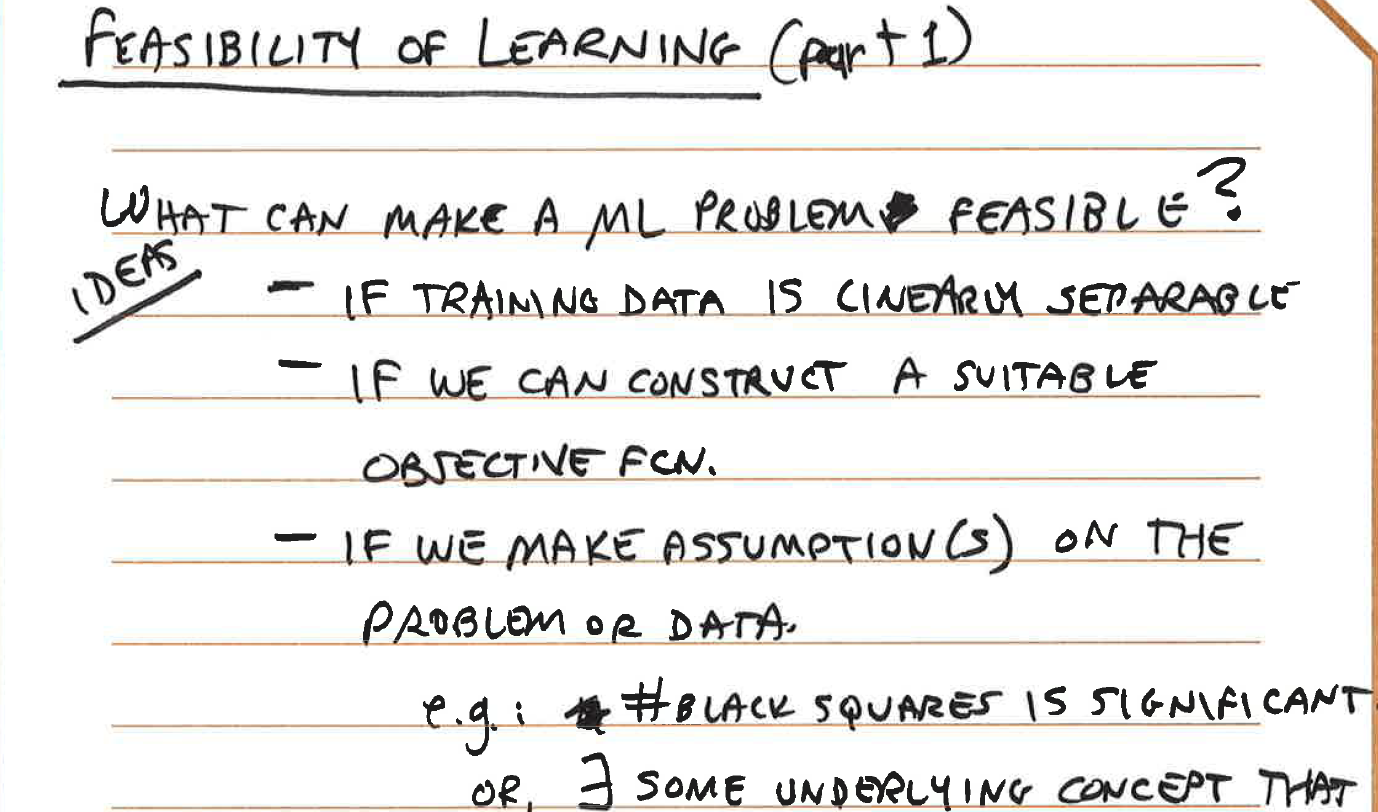 FEASIBILITY OF LEARNING (part 1)
WHAT CAN MAKE A ML PROBLEM FEASIBLE?
IDEAS
- IF TRAINING DATA IS LINEARLY SEPARABLE
- IF WE CAN CONSTRUCT A SUITABLE
OBJECTIVE FCN.
- IF WE MAKE ASSUMPTION(S) ON THE
PROBLEM OR DATA.
e.g.: #BLACK SQUARES IS SIGNIFICANT
OR, ∃ SOME UNDERLYING CONCEPT THAT